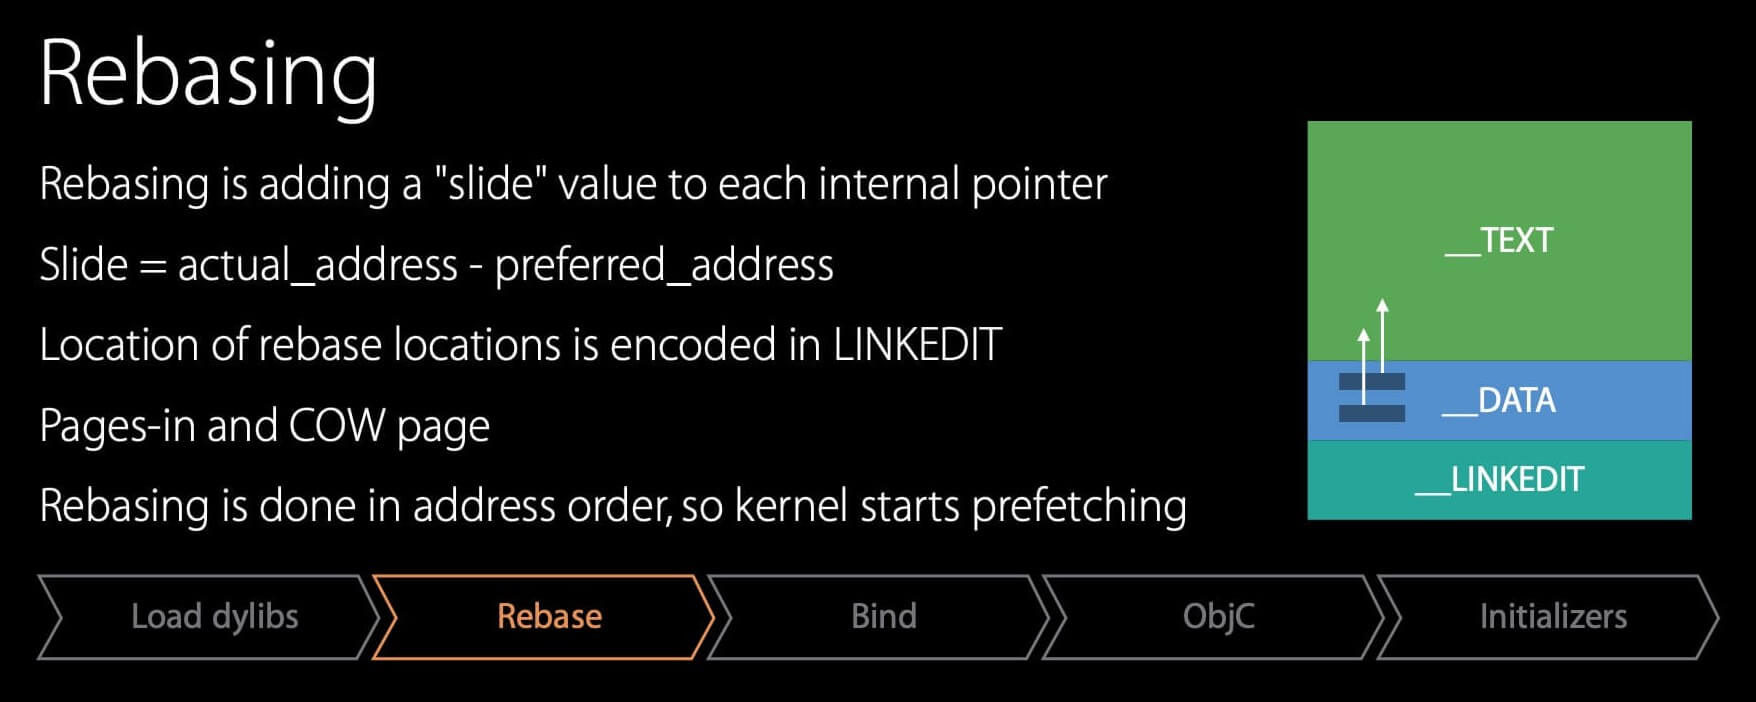 Rebasing
Rebasing is adding a "slide" value to each internal pointer
Slide = actual_address - preferred_address
Location of rebase locations is encoded in LINKEDIT
Pages-in and COW page
Rebasing is done in address order, so kernel starts prefetching
__TEXT
__DATA
__LINKEDIT
Load dylibs
Rebase
Bind
ObjC
Initializers